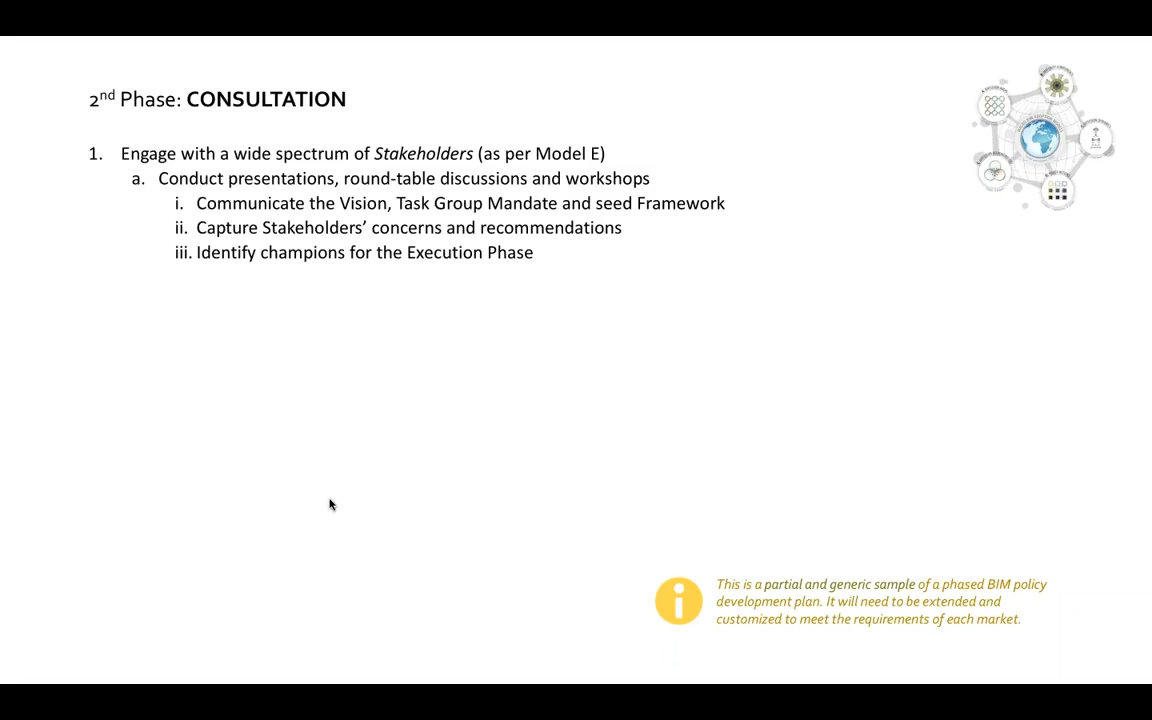 2nd Phase: CONSULTATION
1. Engage with a wide spectrum of Stakeholders (as per Model E)
a. Conduct presentations, round-table discussions and workshops
i. Communicate the Vision, Task Group Mandate and seed Framework
ii. Capture Stakeholders’ concerns and recommendations
iii. Identify champions for the Execution Phase
This is a partial and generic sample of a phased BIM policy
development plan. It will need to be extended and
customized to meet the requirements of each market.